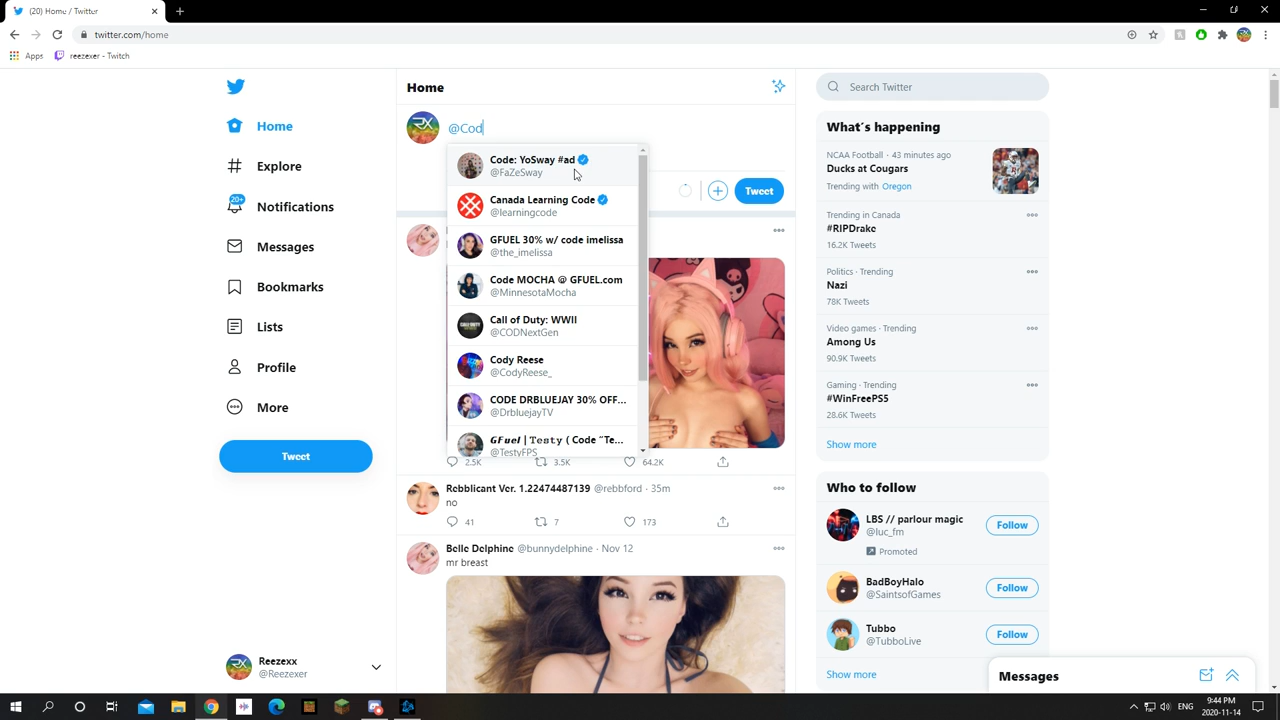 (20) Home / Twitter
twitter.com/home
Apps
reezexer - Twitch
Home
Explore
20+
Notifications
Messages
Bookmarks
Lists
Profile
More
Tweet
Reezexx
@Reezexer
Home
@Cod
Tweet
Code: YoSway #ad
@FaZeSway
Canada Learning Code
@learningcode
GFUEL 30% w/ code imelissa
@the_imelissa
Code MOCHA @ GFUEL.com
@MinnesotaMocha
Call of Duty: WWII
@CODNextGen
Cody Reese
@CodyReese_
CODE DRBLUEJAY 30% OFF...
@DrbluejayTV
GFuel | Testy ( Code “Te...
@TestyFPS
2.5K 3.5K 64.2K
Rebblicant Ver. 1.22474487139 @rebbford · 35m
no
41 7 173
Belle Delphine @bunnydelphine · Nov 12
mr breast
Search Twitter
What's happening
NCAA Football · 43 minutes ago
Ducks at Cougars
Trending with Oregon
Trending in Canada
#RIPDrake
16.2K Tweets
Politics · Trending
Nazi
78K Tweets
Video games · Trending
Among Us
90.9K Tweets
Gaming · Trending
#WinFreePS5
28.6K Tweets
Show more
Who to follow
LBS // parlour magic
@luc_fm
Follow
Promoted
BadBoyHalo
@SaintsofGames
Follow
Tubbo
@TubboLive
Follow
Show more
Messages
ENG
9:44 PM
2020-11-14